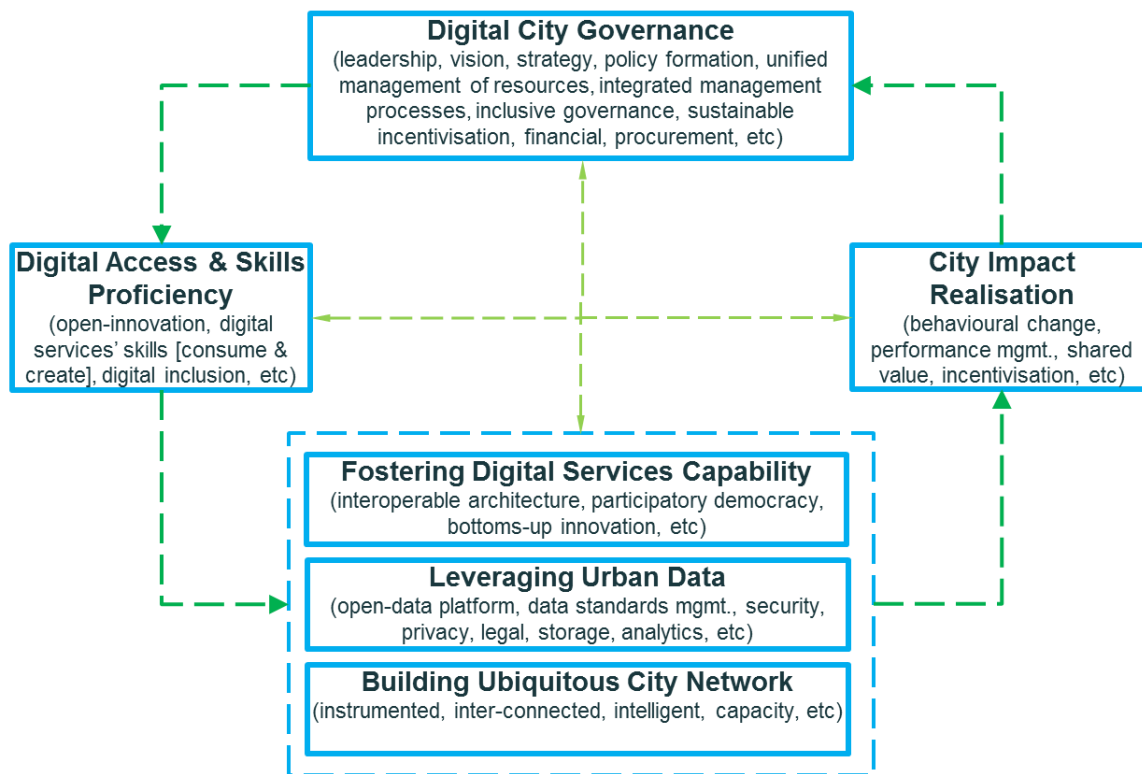 Digital City Governance
(leadership, vision, strategy, policy formation, unified
management of resources, integrated management
processes, inclusive governance, sustainable
incentivisation, financial, procurement, etc)
Digital Access & Skills
Proficiency
(open-innovation, digital
services’ skills [consume &
create], digital inclusion, etc)
City Impact
Realisation
(behavioural change,
performance mgmt., shared
value, incentivisation, etc)
Fostering Digital Services Capability
(interoperable architecture, participatory democracy,
bottoms-up innovation, etc)
Leveraging Urban Data
(open-data platform, data standards mgmt., security,
privacy, legal, storage, analytics, etc)
Building Ubiquitous City Network
(instrumented, inter-connected, intelligent, capacity, etc)